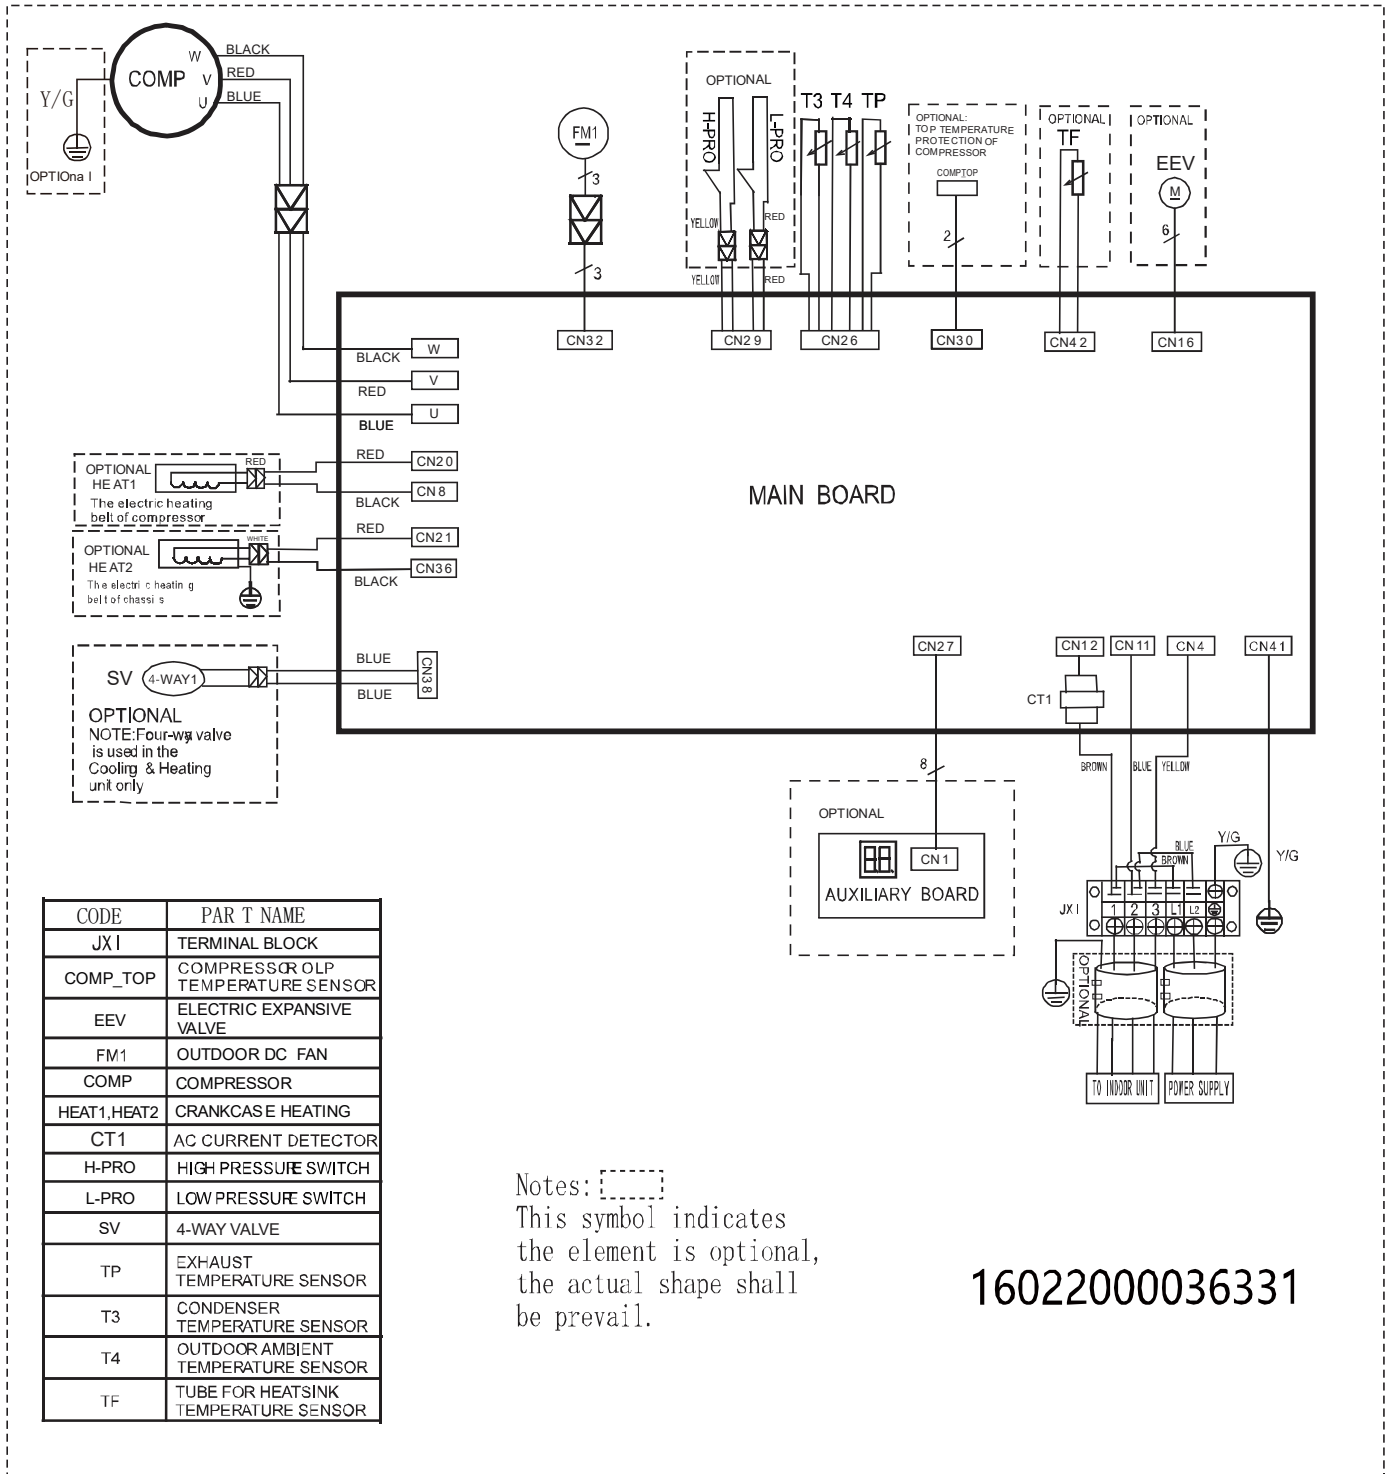 COMP
W
V
U
BLACK
RED
BLUE
Y/G
OPTIOna l
FM1
3
3
OPTIONAL
H-PRO
L-PRO
YELLOW
RED
YELLOW
RED
T3 T4 TP
OPTIONAL:
TOP TEMPERATURE
PROTECTION OF
COMPRESSOR
COMPTOP
2
OPTIONAL
TF
OPTIONAL
EEV
M
6
CN32
CN29
CN26
CN30
CN42
CN16
BLACK
W
RED
V
BLUE
U
OPTIONAL
HEAT1
RED
The electric heating
belt of compressor
RED
CN20
BLACK
CN8
OPTIONAL
HEAT2
WHITE
The electric heating
belt of chassis
RED
CN21
BLACK
CN36
MAIN BOARD
SV
4-WAY1
OPTIONAL
NOTE:Four-wa valve
is used in the
Cooling & Heating
unit only
BLUE
BLUE
CN38
CN27
CN12
CN11
CN4
CN41
CT1
8
BROWN
BLUE
YELLOW
OPTIONAL
CN1
AUXILIARY BOARD
BLUE
BROWN
Y/G
Y/G
JX1
1 2 3 L1 L2
OPTIONAL
TO INDOOR UNIT
POWER SUPPLY
CODE PART NAME
JX1 TERMINAL BLOCK
COMP_TOP COMPRESSOR OLP
TEMPERATURE SENSOR
EEV ELECTRIC EXPANSIVE
VALVE
FM1 OUTDOOR DC FAN
COMP COMPRESSOR
HEAT1,HEAT2 CRANKCASE HEATING
CT1 AC CURRENT DETECTOR
H-PRO HIGH PRESSURE SWITCH
L-PRO LOW PRESSURE SWITCH
SV 4-WAY VALVE
TP EXHAUST
TEMPERATURE SENSOR
T3 CONDENSER
TEMPERATURE SENSOR
T4 OUTDOOR AMBIENT
TEMPERATURE SENSOR
TF TUBE FOR HEATSINK
TEMPERATURE SENSOR
Notes:
This symbol indicates
the element is optional,
the actual shape shall
be prevail.
16022000036331